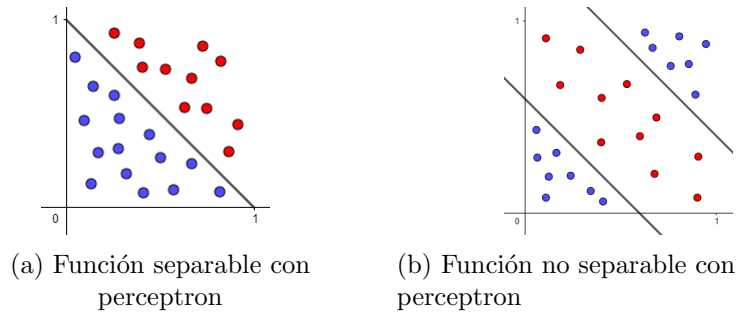 1
0
1
(a) Función separable con
perceptron
1
0
1
(b) Función no separable con
perceptron